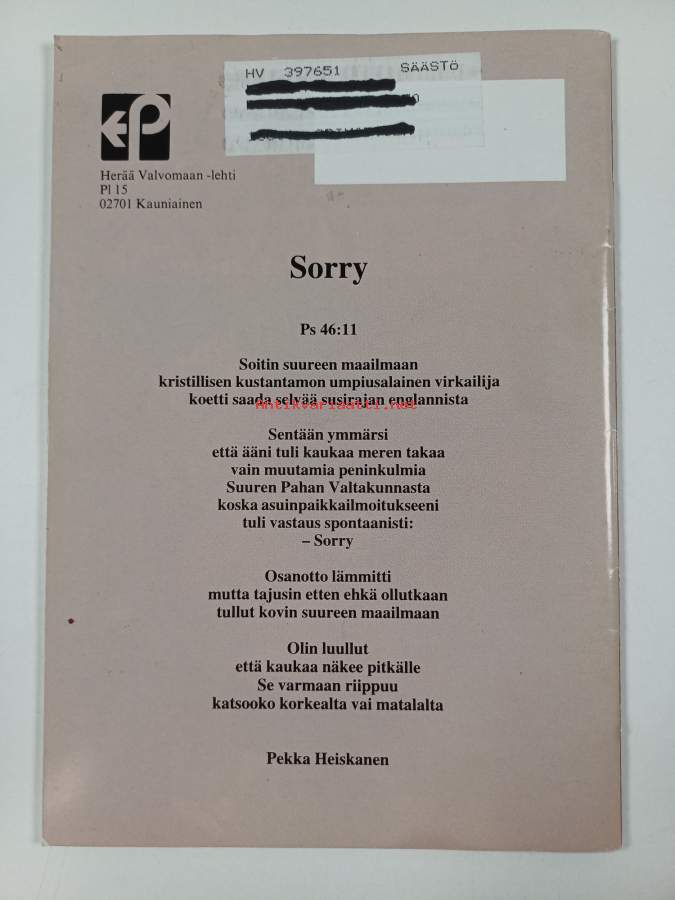 HV 397651 SÄÄSTÖ
EP
Herää Valvomaan -lehti
Pl 15
02701 Kauniainen
Sorry
Ps 46:11
Soitin suureen maailmaan
kristillisen kustantamon umpiusalainen virkailija
koetti saada selvää susirajan englannista
Antikvariaatti.net
Sentään ymmärsi
että ääni tuli kaukaa meren takaa
vain muutamia peninkulmia
Suuren Pahan Valtakunnasta
koska asuinpaikkailmoitukseeni
tuli vastaus spontaanisti:
– Sorry
Osanotto lämmitti
mutta tajusin etten ehkä ollutkaan
tullut kovin suureen maailmaan
Olin luullut
että kaukaa näkee pitkälle
Se varmaan riippuu
katsooko korkealta vai matalalta
Pekka Heiskanen